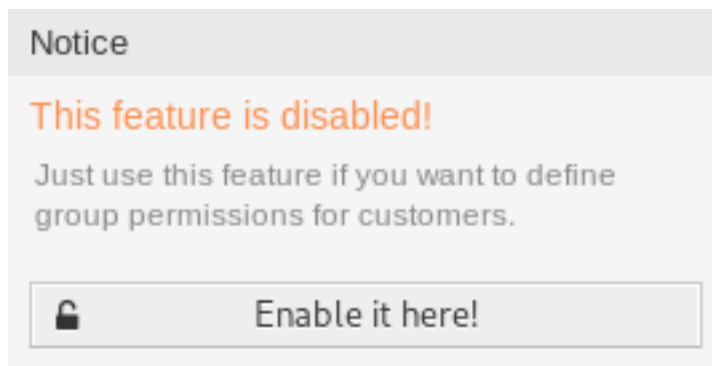 Notice
This feature is disabled!
Just use this feature if you want to define
group permissions for customers.
Enable it here!